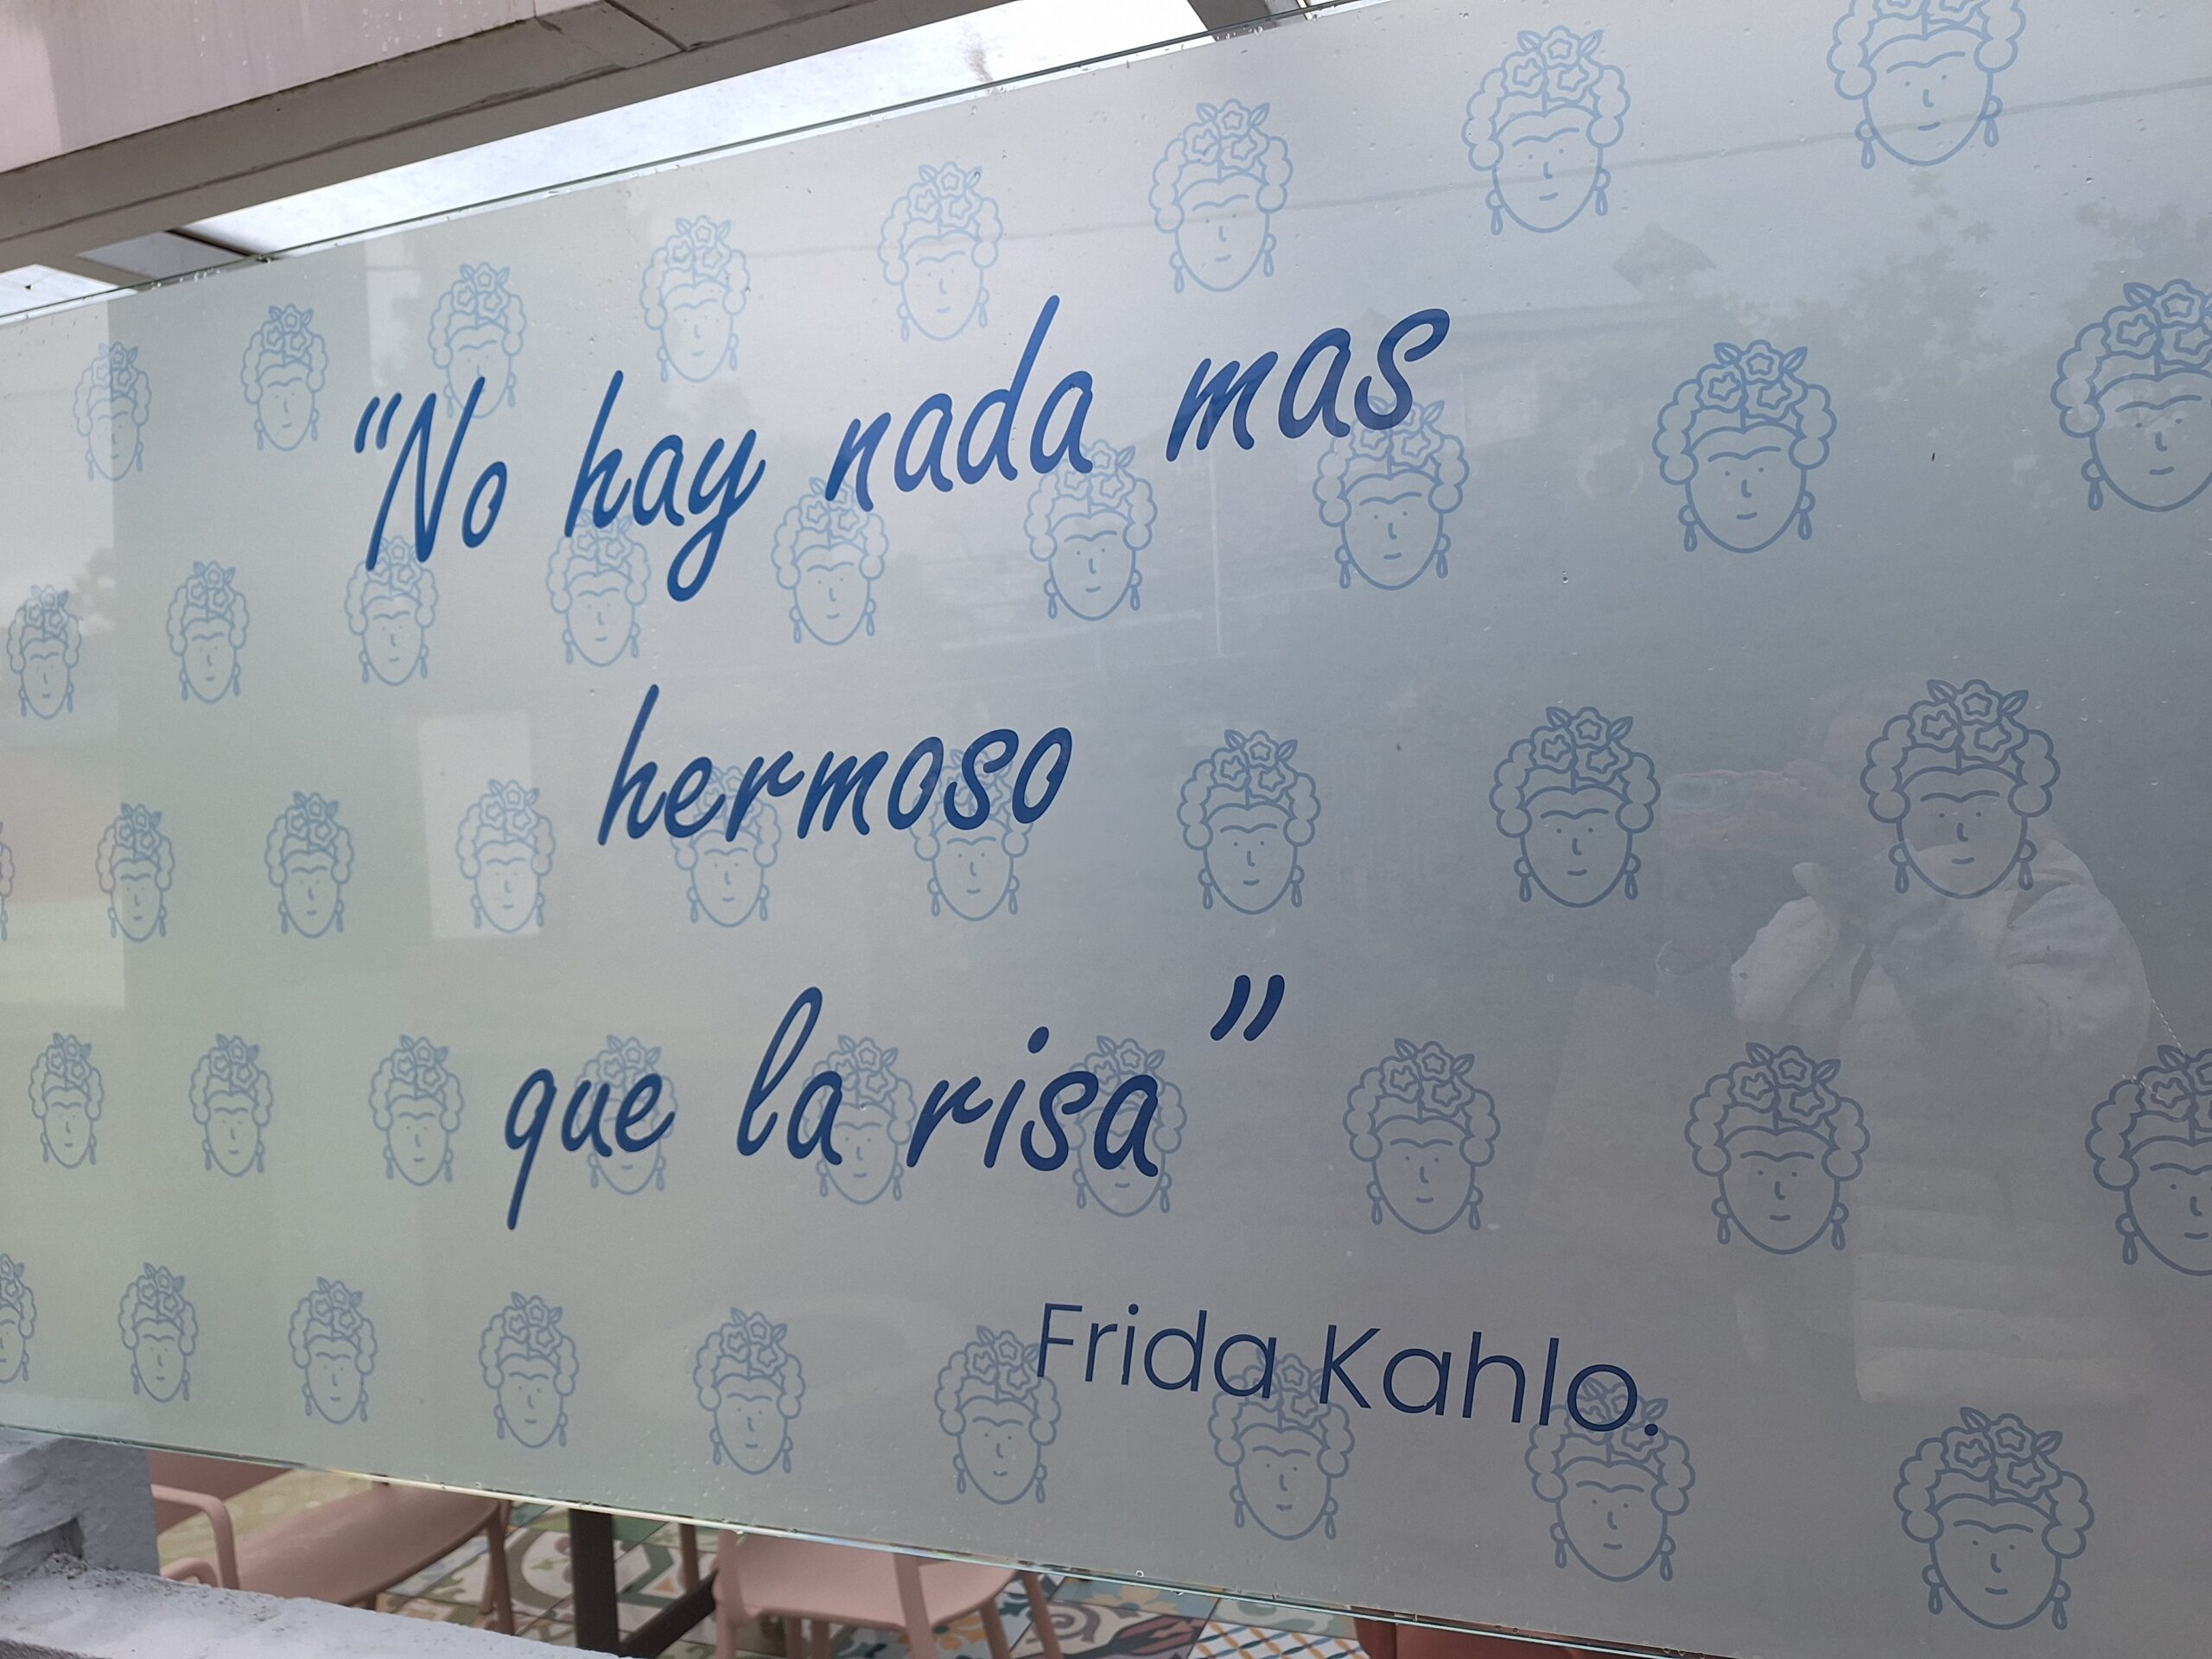 “No hay nada mas
hermoso
que la risa”
Frida Kahlo.